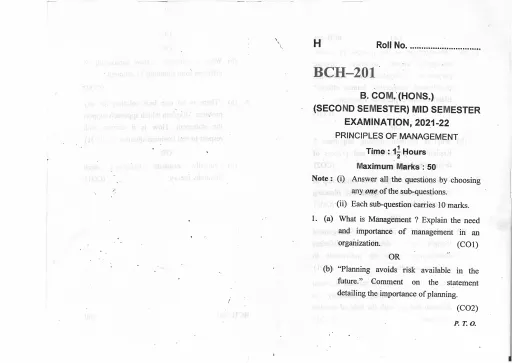 H Roll No. ..............................
BCH–201
B. COM. (HONS.)
(SECOND SEMESTER) MID SEMESTER
EXAMINATION, 2021-22
PRINCIPLES OF MANAGEMENT
Time : 1½ Hours
Maximum Marks : 50
Note : (i) Answer all the questions by choosing
any one of the sub-questions.
(ii) Each sub-question carries 10 marks.
1. (a) What is Management ? Explain the need
and importance of management in an
organization. (CO1)
OR
(b) “Planning avoids risk available in the
future.” Comment on the statement
detailing the importance of planning.
(CO2)
P. T. O.